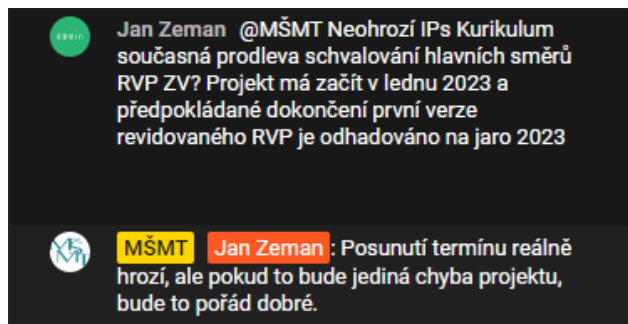 Jan Zeman @MŠMT Neohrozí IPs Kurikulum
současná prodleva schvalování hlavních směrů
RVP ZV? Projekt má začít v lednu 2023 a
předpokládané dokončení první verze
revidovaného RVP je odhadováno na jaro 2023
MŠMT Jan Zeman : Posunutí termínu reálně
hrozí, ale pokud to bude jediná chyba projektu,
bude to pořád dobré.